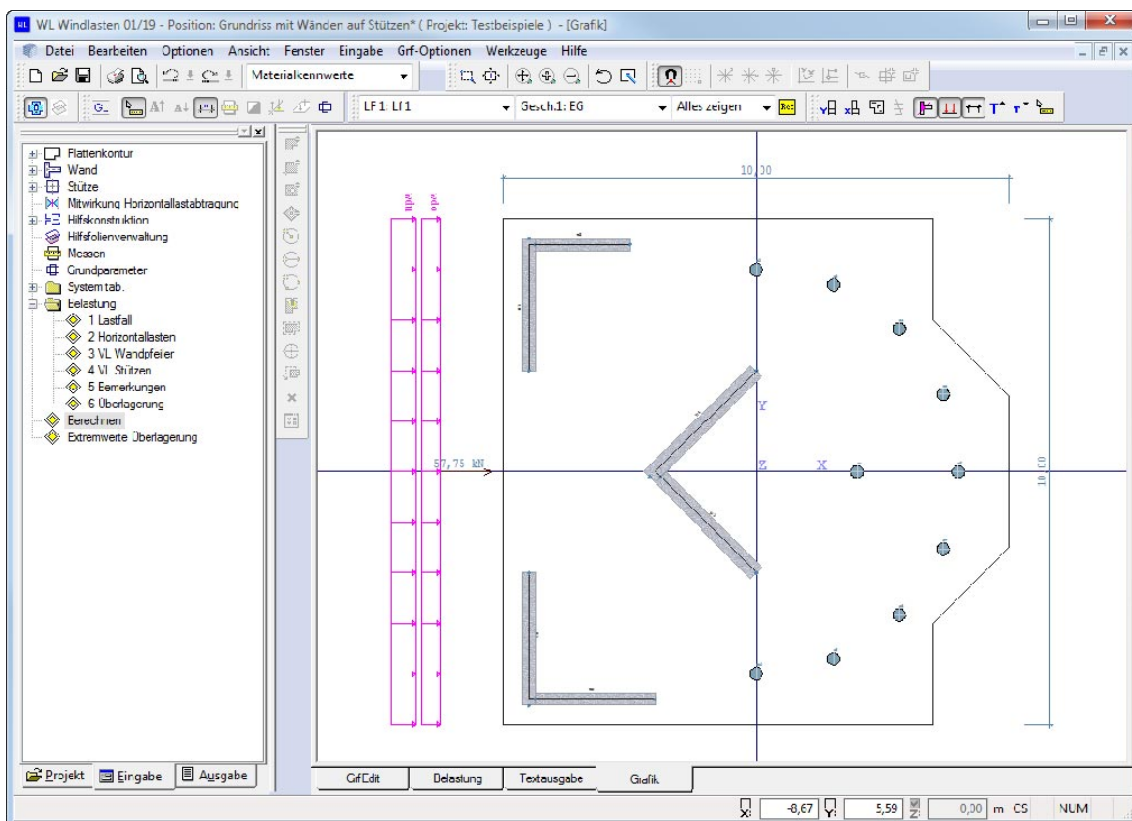 WL Windlasten 01/19 - Position: Grundriss mit Wänden auf Stützen* ( Projekt: Testbeispiele ) - [Grafik]
Datei Bearbeiten Optionen Ansicht Fenster Eingabe Grf-Optionen Werkzeuge Hilfe
Materialkennwerte
LF 1: LF1 Gesch.1: EG Alles zeigen
Plattenkontur
Wand
Stütze
Mitwirkung Horizontallastabtragung
Hilfskonstruktion
Hilfsfolienverwaltung
Messen
Grundparameter
System tab.
Belastung
1 Lastfall
2 Horizontallasten
3 VL Wandpfeiler
4 VL Stützen
5 Bemerkungen
6 Überlagerung
Berechnen
Extremwerte Überlagerung
10,00
57,75 kN
Y
Z X
10,00
Projekt Eingabe Ausgabe
GrfEdit Belastung Textausgabe Grafik
X: -8,67 Y: 5,59 Z: 0,00 m CS NUM